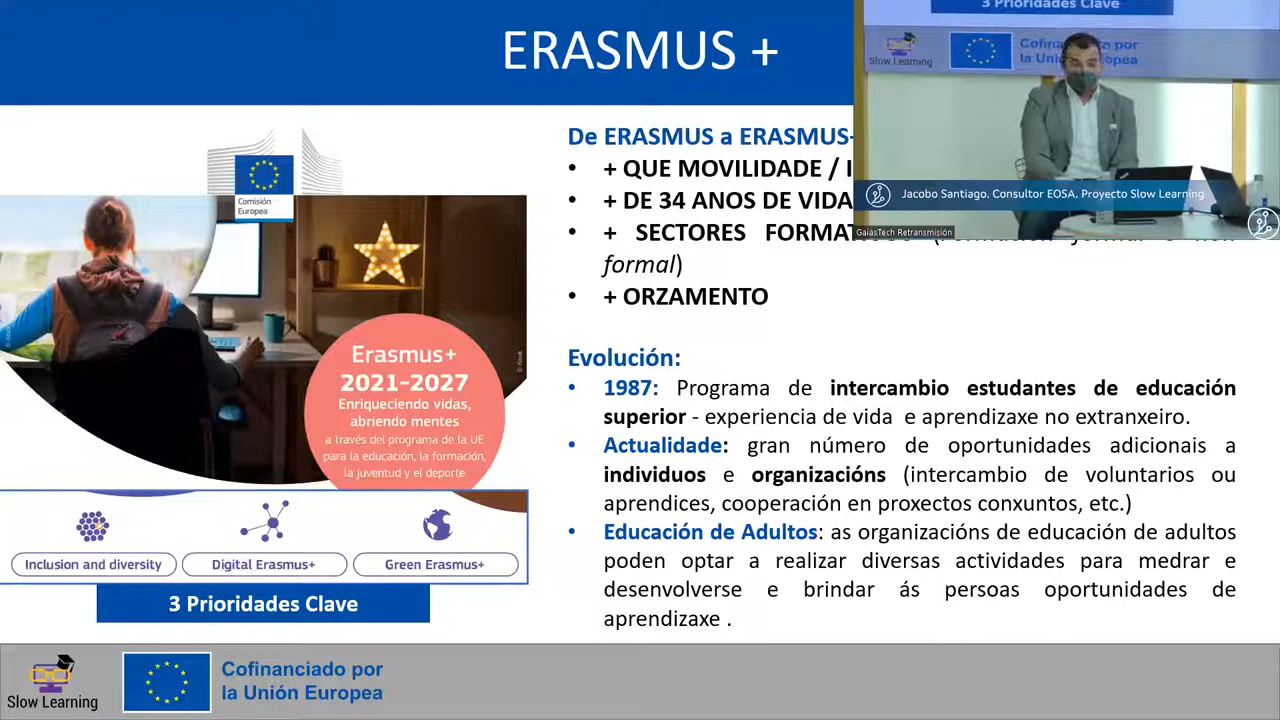 ERASMUS +
3 Prioridades Clave
Slow Learning
Cofinanciado por
la Unión Europea
Jacobo Santiago. Consultor EOSA. Proyecto Slow Learning
GaiásTech Retransmisión
Comisión
Europea
Erasmus+
2021-2027
Enriqueciendo vidas,
abriendo mentes
a través del programa de la UE
para la educación, la formación,
la juventud y el deporte
Inclusion and diversity
Digital Erasmus+
Green Erasmus+
3 Prioridades Clave
De ERASMUS a ERASMUS+
• + QUE MOVILIDADE /
• + DE 34 ANOS DE VIDA
• + SECTORES
formal)
• + ORZAMENTO
Evolución:
• 1987: Programa de intercambio estudantes de educación
superior - experiencia de vida e aprendizaxe no extranxeiro.
• Actualidade: gran número de oportunidades adicionais a
individuos e organizacións (intercambio de voluntarios ou
aprendices, cooperación en proxectos conxuntos, etc.)
• Educación de Adultos: as organizacións de educación de adultos
poden optar a realizar diversas actividades para medrar e
desenvolverse e brindar ás persoas oportunidades de
aprendizaxe .
Slow Learning
Cofinanciado por
la Unión Europea